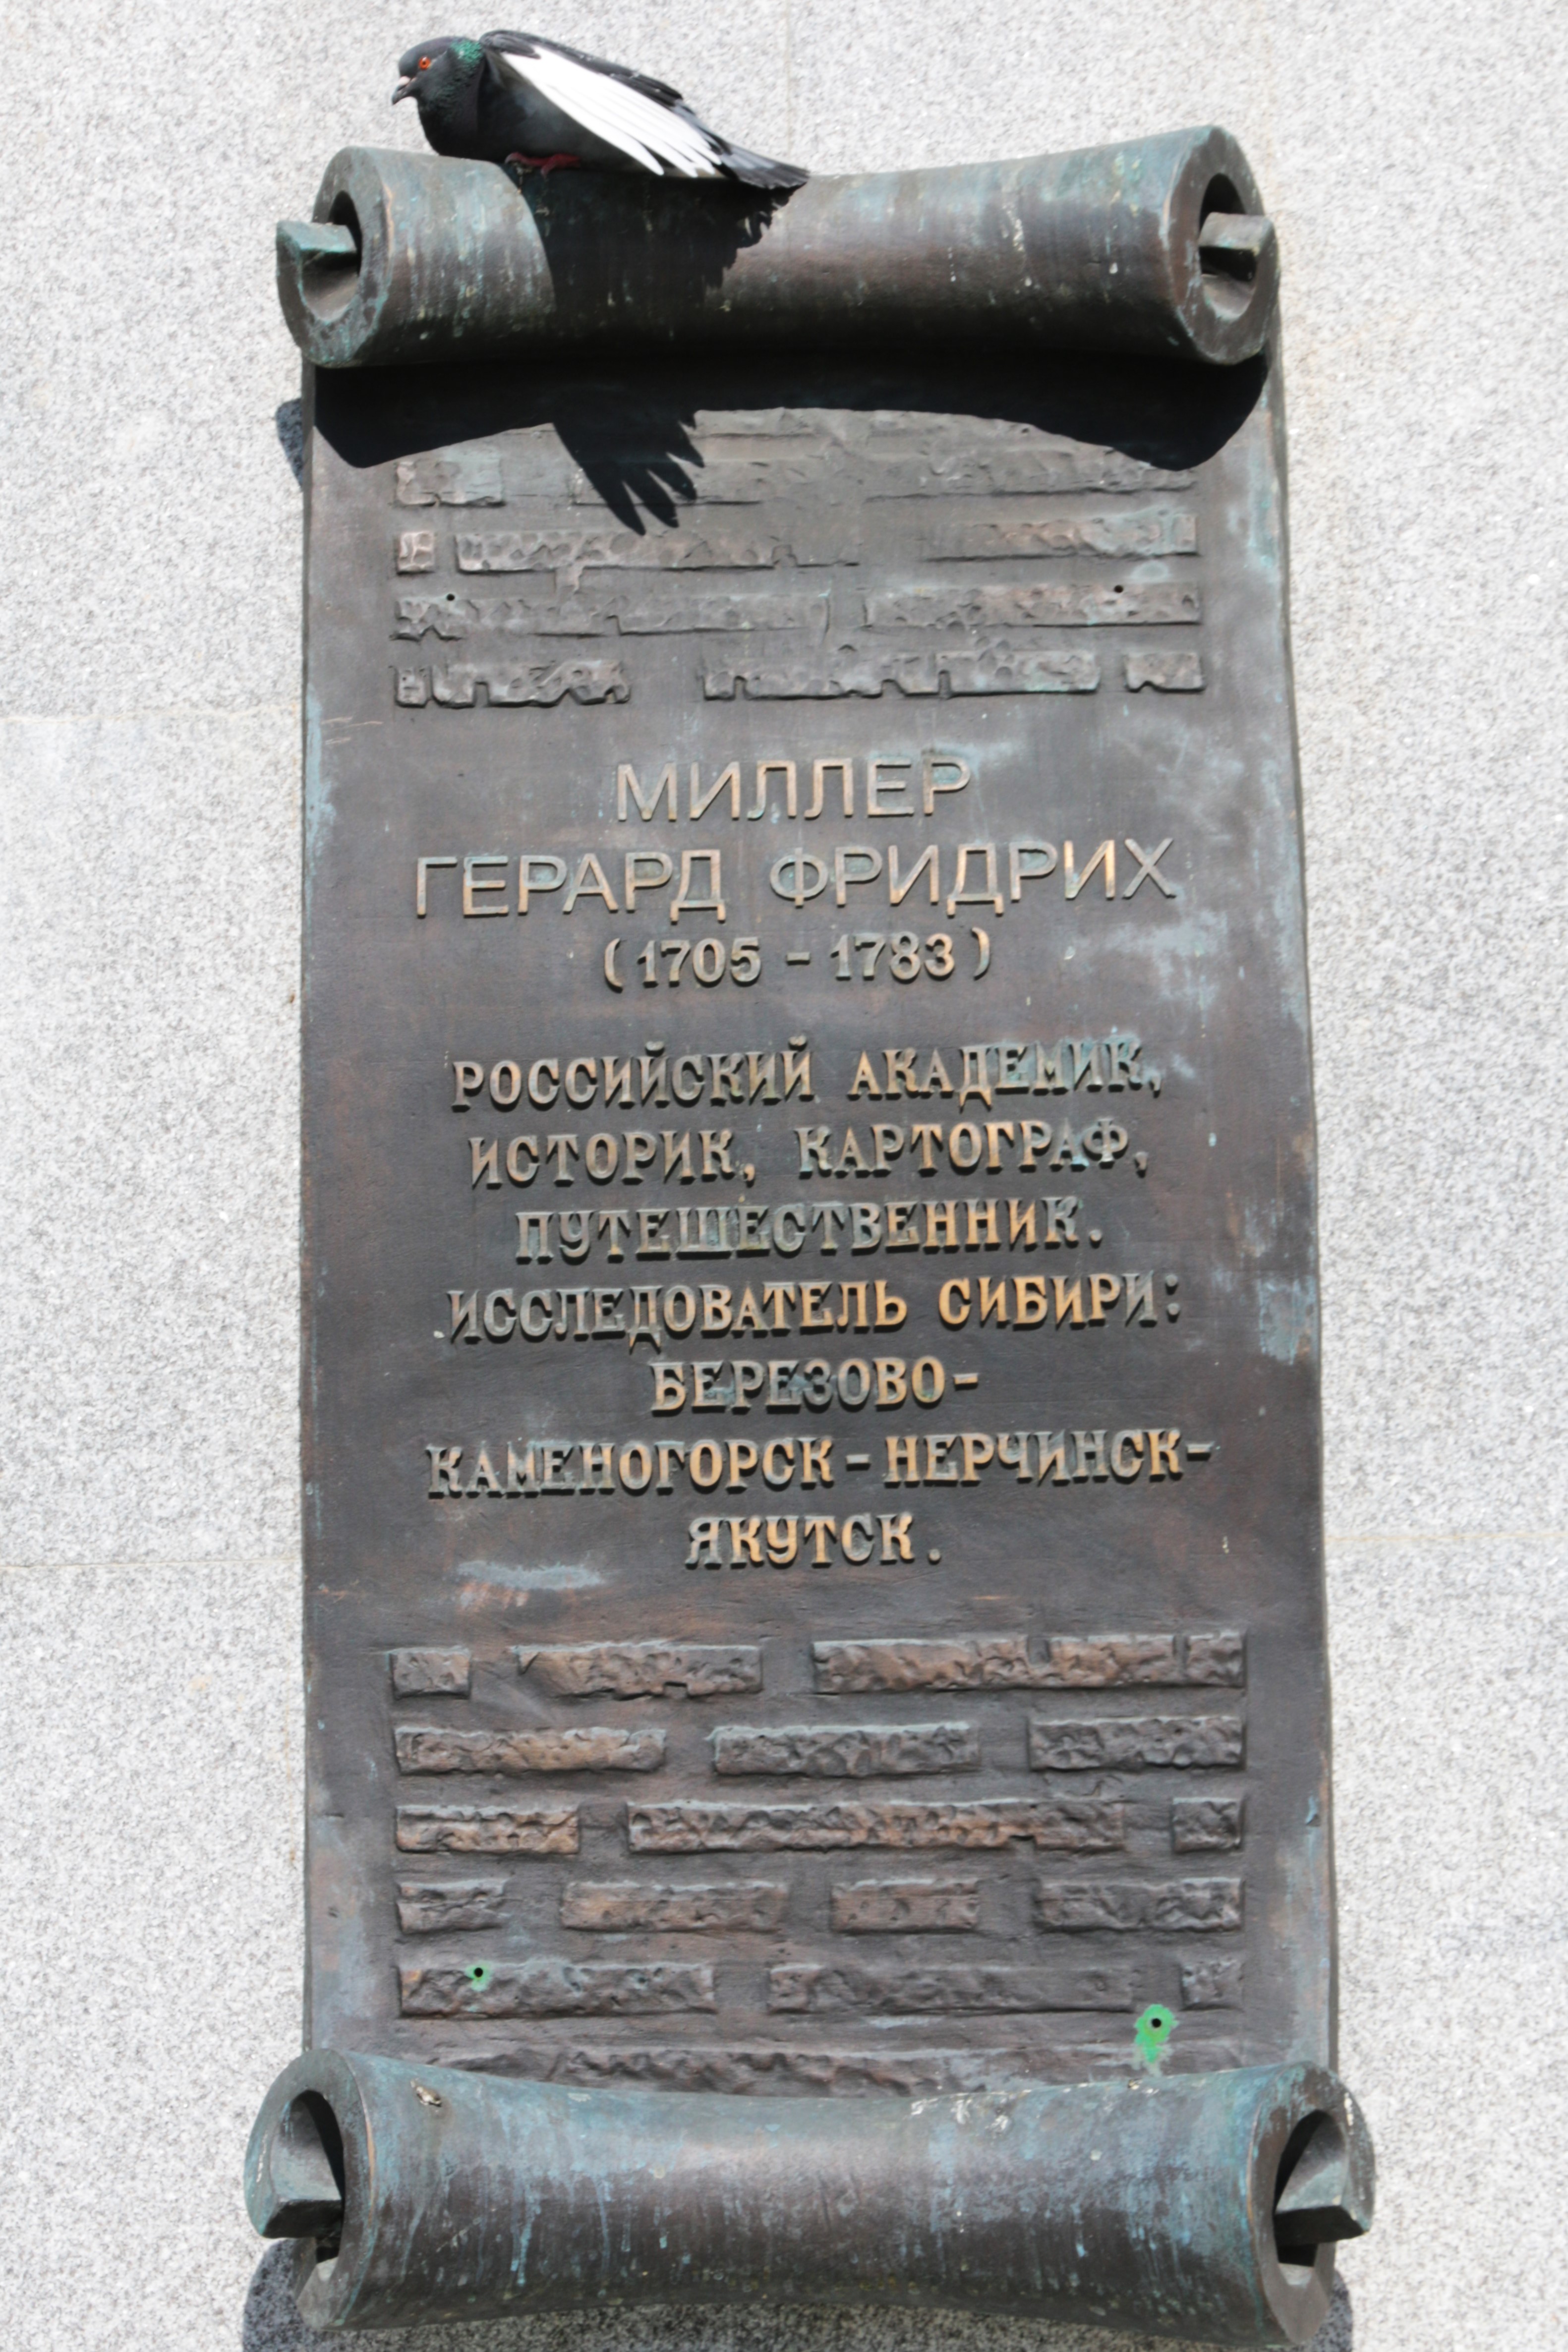 МИЛЛЕР
ГЕРАРД ФРИДРИХ
(1705 - 1783)
РОССИЙСКИЙ АКАДЕМИК,
ИСТОРИК, КАРТОГРАФ,
ПУТЕШЕСТВЕННИК.
ИССЛЕДОВАТЕЛЬ СИБИРИ:
БЕРЕЗОВО-
КАМЕНОГОРСК-НЕРЧИНСК-
ЯКУТСК.